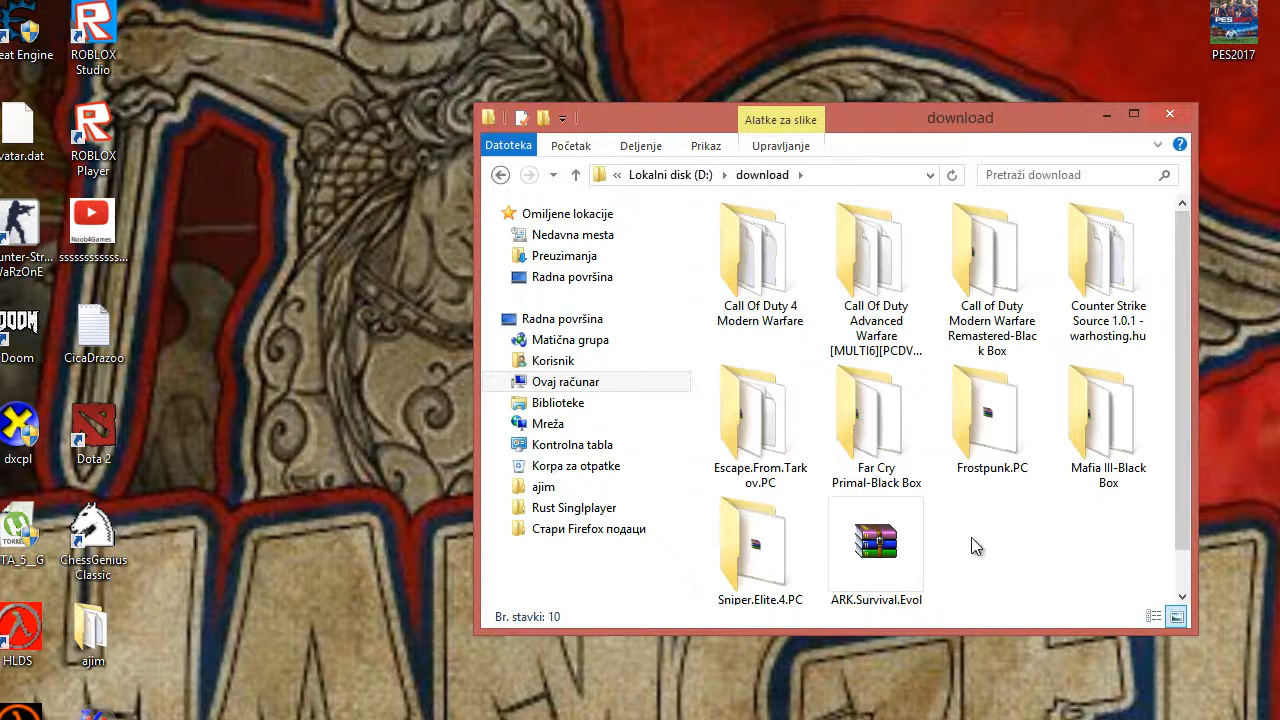 eat Engine
ROBLOX
Studio
PES2017
vatar.dat
ROBLOX
Player
unter-Str...
WaRzOnE
Noob4Games
ssssssssssss...
Doom
CicaDrazoo
dxcpl
Dota 2
TA_5__G
ChessGenius
Classic
HLDS
ajim
Alatke za slike
download
Datoteka
Početak
Deljenje
Prikaz
Upravljanje
« Lokalni disk (D:) download
Pretraži download
Omiljene lokacije
Nedavna mesta
Preuzimanja
Radna površina
Radna površina
Matična grupa
Korisnik
Ovaj računar
Biblioteke
Mreža
Kontrolna tabla
Korpa za otpatke
ajim
Rust Singlplayer
Стари Firefox подаци
Call Of Duty 4
Modern Warfare
Call Of Duty
Advanced
Warfare
[MULTI6][PCDV...
Call of Duty
Modern Warfare
Remastered-Blac
k Box
Counter Strike
Source 1.0.1 -
warhosting.hu
Escape.From.Tark
ov.PC
Far Cry
Primal-Black Box
Frostpunk.PC
Mafia III-Black
Box
Sniper.Elite.4.PC
ARK.Survival.Evol
Br. stavki: 10